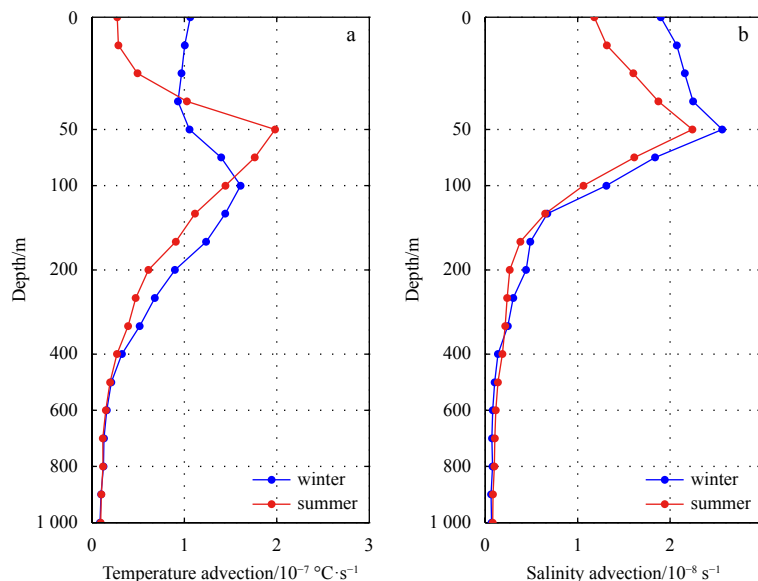 a
0
50
100
200
400
600
800
1 000
Depth/m
winter
summer
0 1 2 3
Temperature advection/10⁻⁷ °C·s⁻¹
b
0
50
100
200
400
600
800
1 000
Depth/m
winter
summer
0 1 2
Salinity advection/10⁻⁸ s⁻¹